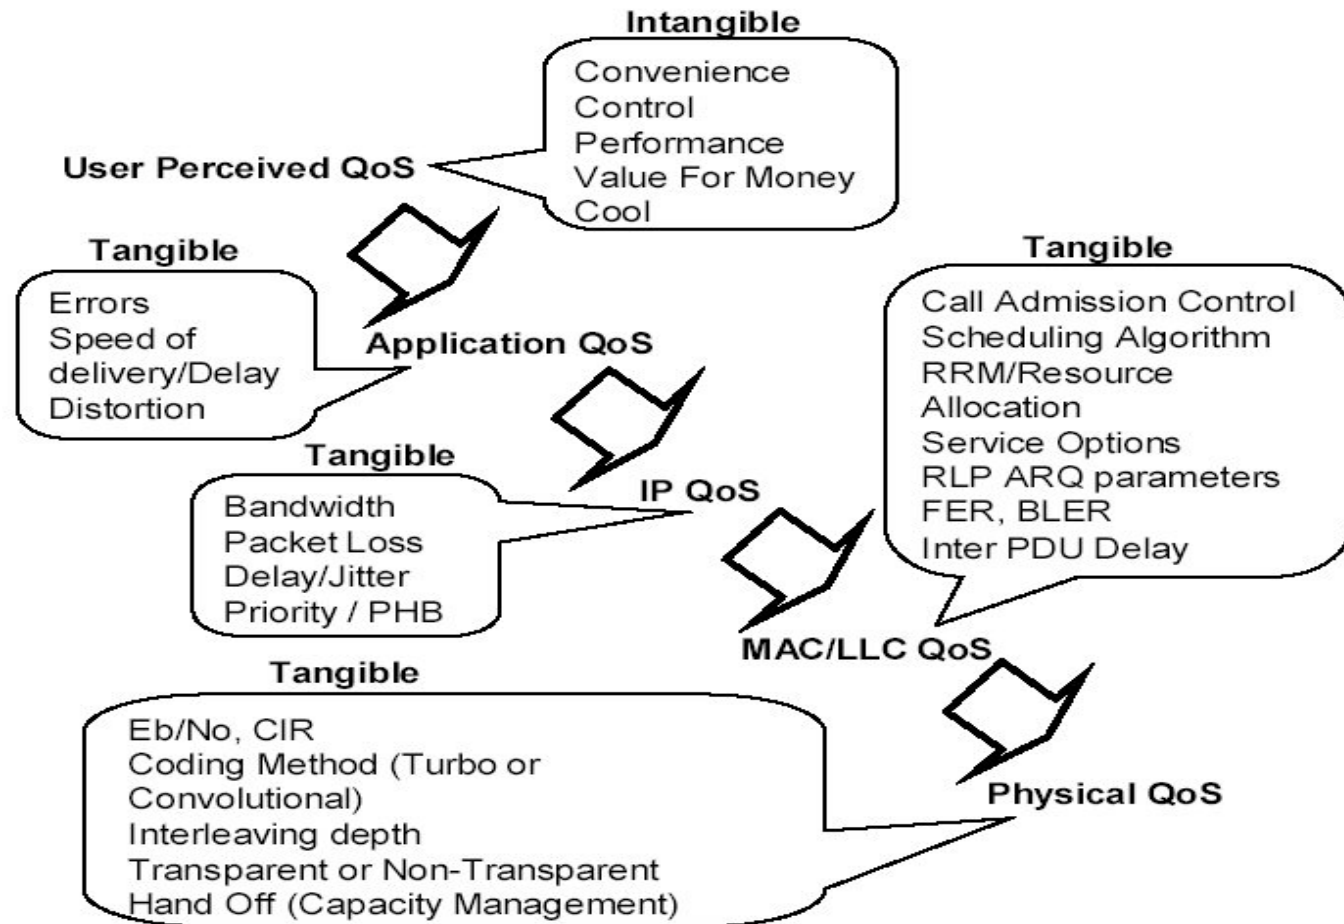 Intangible
Convenience
Control
Performance
Value For Money
Cool
User Perceived QoS
Tangible
Errors
Speed of
delivery/Delay
Distortion
Application QoS
Tangible
Call Admission Control
Scheduling Algorithm
RRM/Resource
Allocation
Service Options
RLP ARQ parameters
FER, BLER
Inter PDU Delay
Tangible
Bandwidth
Packet Loss
Delay/Jitter
Priority / PHB
IP QoS
MAC/LLC QoS
Tangible
Eb/No, CIR
Coding Method (Turbo or
Convolutional)
Interleaving depth
Transparent or Non-Transparent
Hand Off (Capacity Management)
Physical QoS